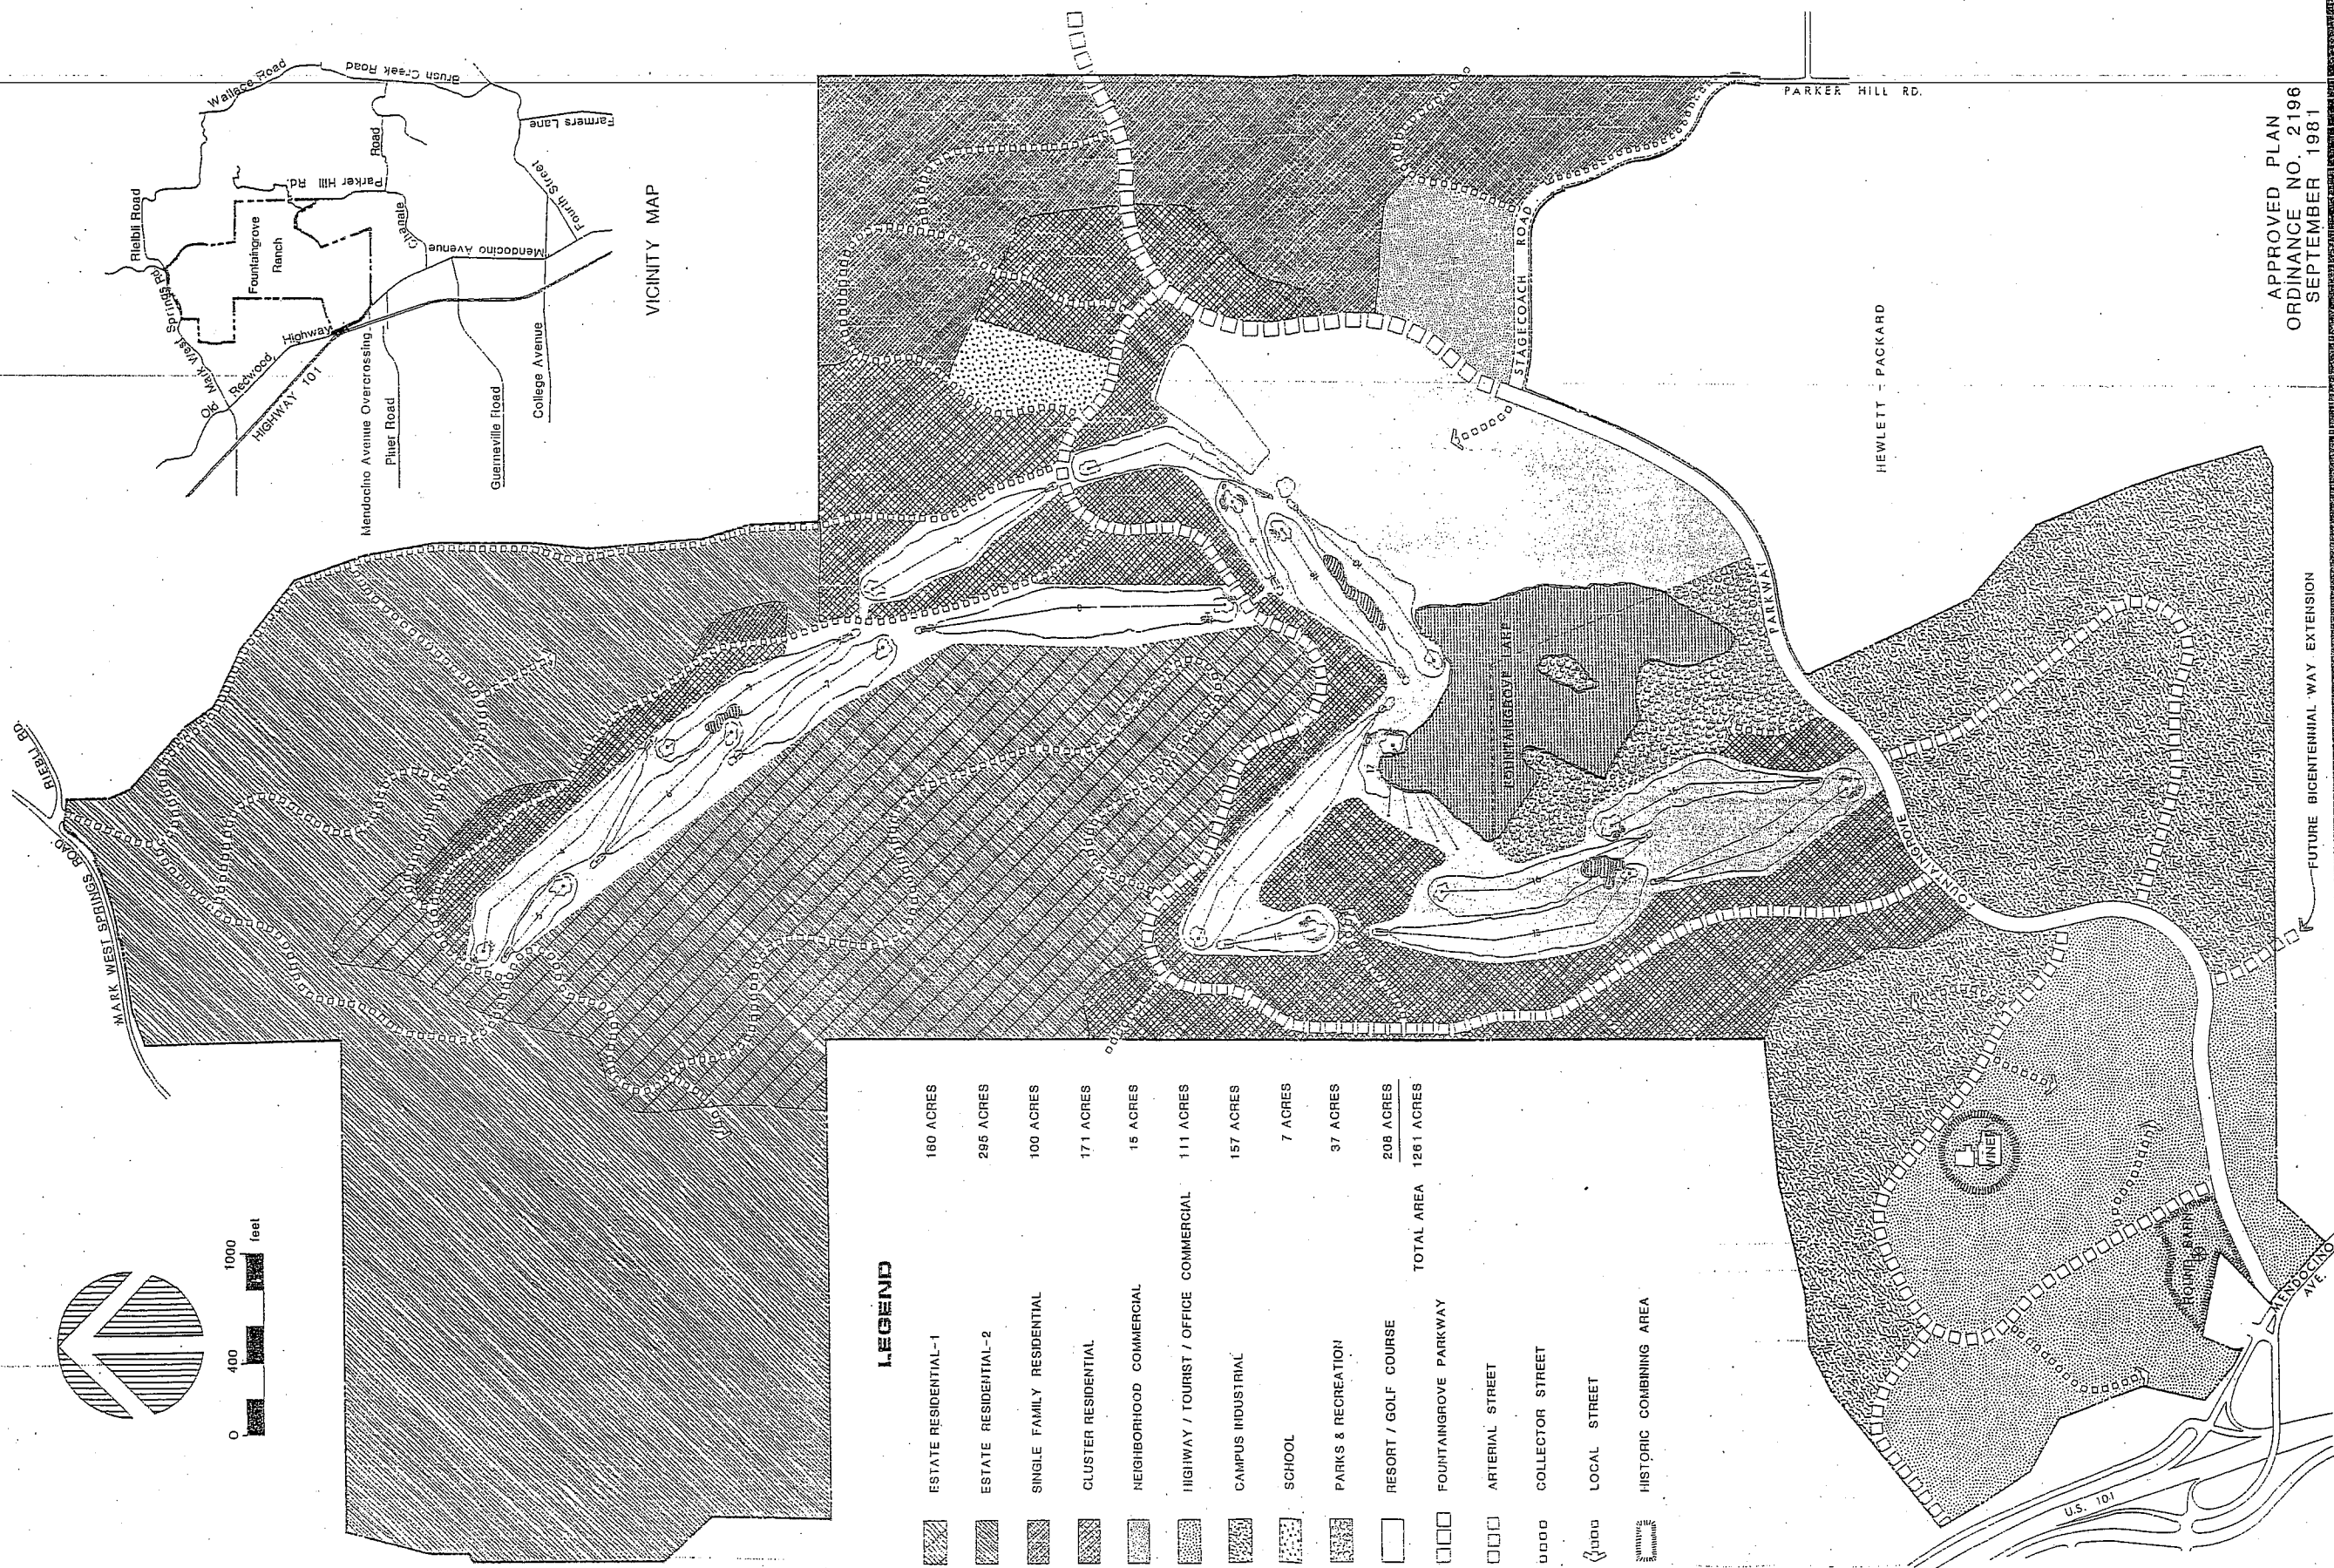 Wallace Road
Brush Creek Road
Riebli Road
Road
Farmers Lane
Parker Hill Rd.
Fountaingrove
Ranch
Chanate
Fourth Street
Mendocino Avenue
Mark West Springs Rd.
Old Redwood Highway
HIGHWAY 101
Mendocino Avenue Overcrossing
Piner Road
Guerneville Road
College Avenue
VICINITY MAP
PARKER HILL RD.
APPROVED PLAN
ORDINANCE NO. 2196
SEPTEMBER 1981
STAGECOACH ROAD
HEWLETT - PACKARD
RIEBLI RD.
MARK WEST SPRINGS ROAD
FOUNTAINGROVE LAKE
FOUNTAINGROVE PARKWAY
FUTURE BICENTENNIAL WAY EXTENSION
ROUND BARN
MENDOCINO
AVE.
U.S. 101
0 400 1000
feet
LEGEND
ESTATE RESIDENTIAL-1 160 ACRES
ESTATE RESIDENTIAL-2 295 ACRES
SINGLE FAMILY RESIDENTIAL 100 ACRES
CLUSTER RESIDENTIAL 171 ACRES
NEIGHBORHOOD COMMERCIAL 15 ACRES
HIGHWAY / TOURIST / OFFICE COMMERCIAL 111 ACRES
CAMPUS INDUSTRIAL 157 ACRES
SCHOOL 7 ACRES
PARKS & RECREATION 37 ACRES
RESORT / GOLF COURSE 208 ACRES
TOTAL AREA 1261 ACRES
FOUNTAINGROVE PARKWAY
ARTERIAL STREET
COLLECTOR STREET
LOCAL STREET
HISTORIC COMBINING AREA